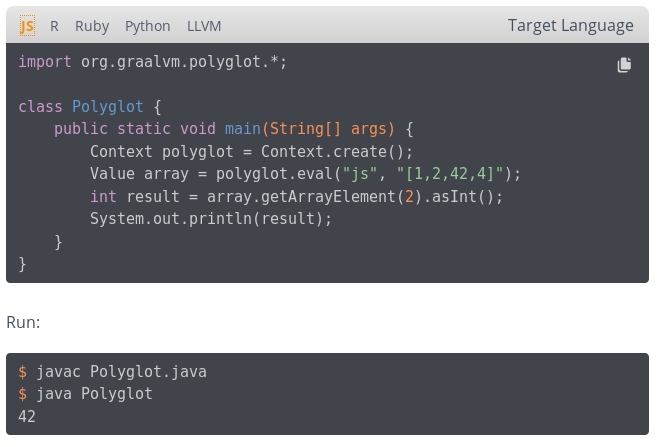 JS R Ruby Python LLVM Target Language
import org.graalvm.polyglot.*;
class Polyglot {
    public static void main(String[] args) {
        Context polyglot = Context.create();
        Value array = polyglot.eval("js", "[1,2,42,4]");
        int result = array.getArrayElement(2).asInt();
        System.out.println(result);
    }
}
Run:
$ javac Polyglot.java
$ java Polyglot
42